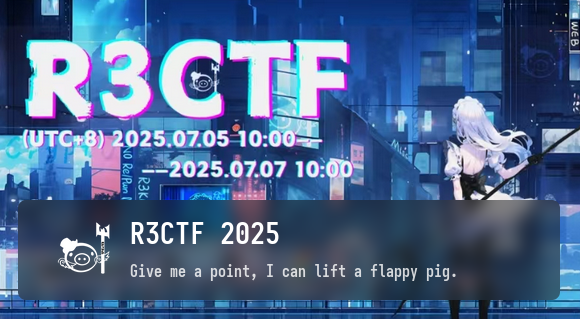 R3CTF
(UTC+8) 2025.07.05 10:00——
——2025.07.07 10:00
WEB
R3CTF 2025
Give me a point, I can lift a flappy pig.